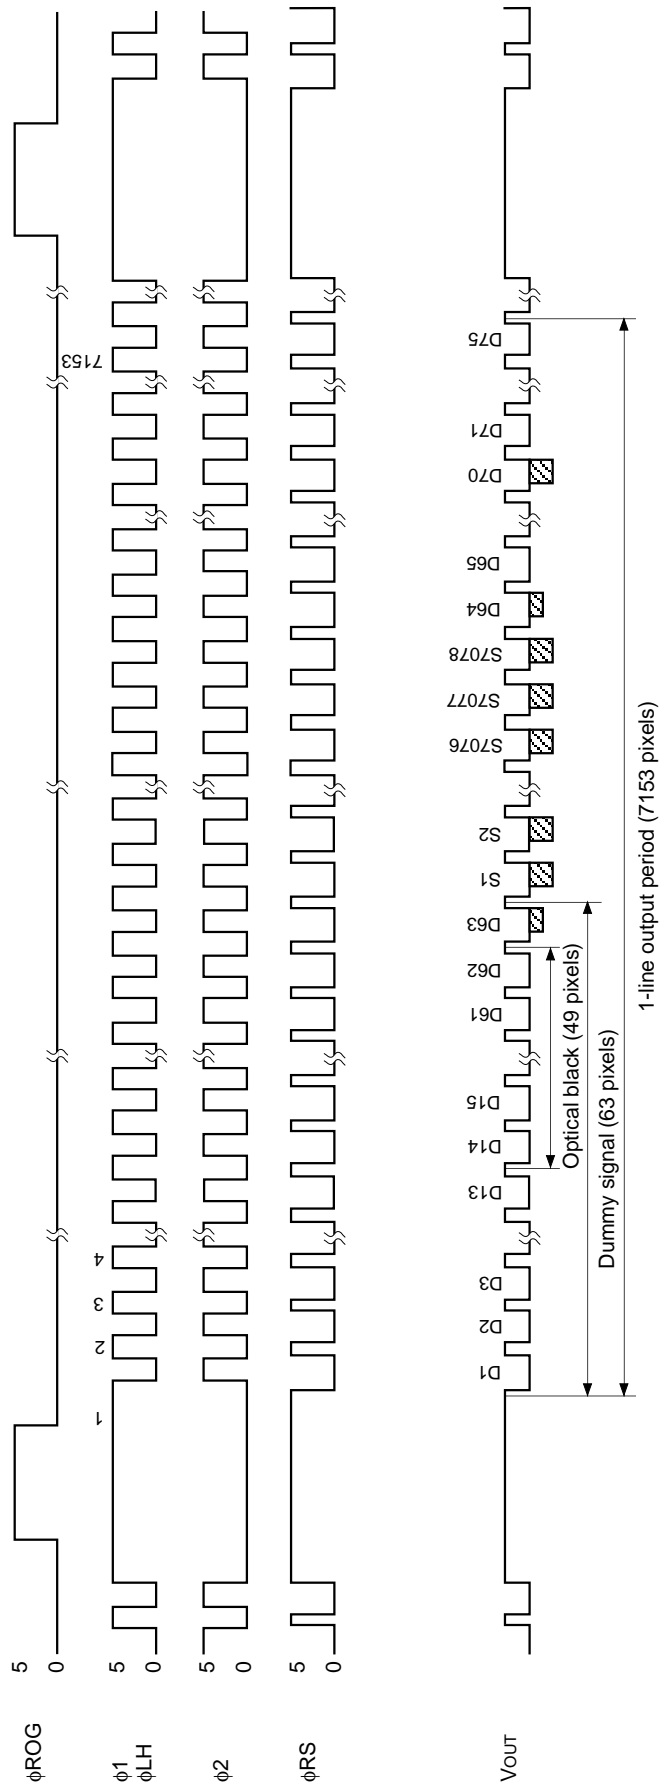 φROG
5
0
φ1
φLH
5
0
1
2
3
4
7153
φ2
5
0
φRS
5
0
VOUT
D1
D2
D3
D13
D14
D15
D61
D62
D63
S1
S2
S7076
S7077
S7078
D64
D65
D70
D71
D75
Optical black (49 pixels)
Dummy signal (63 pixels)
1-line output period (7153 pixels)